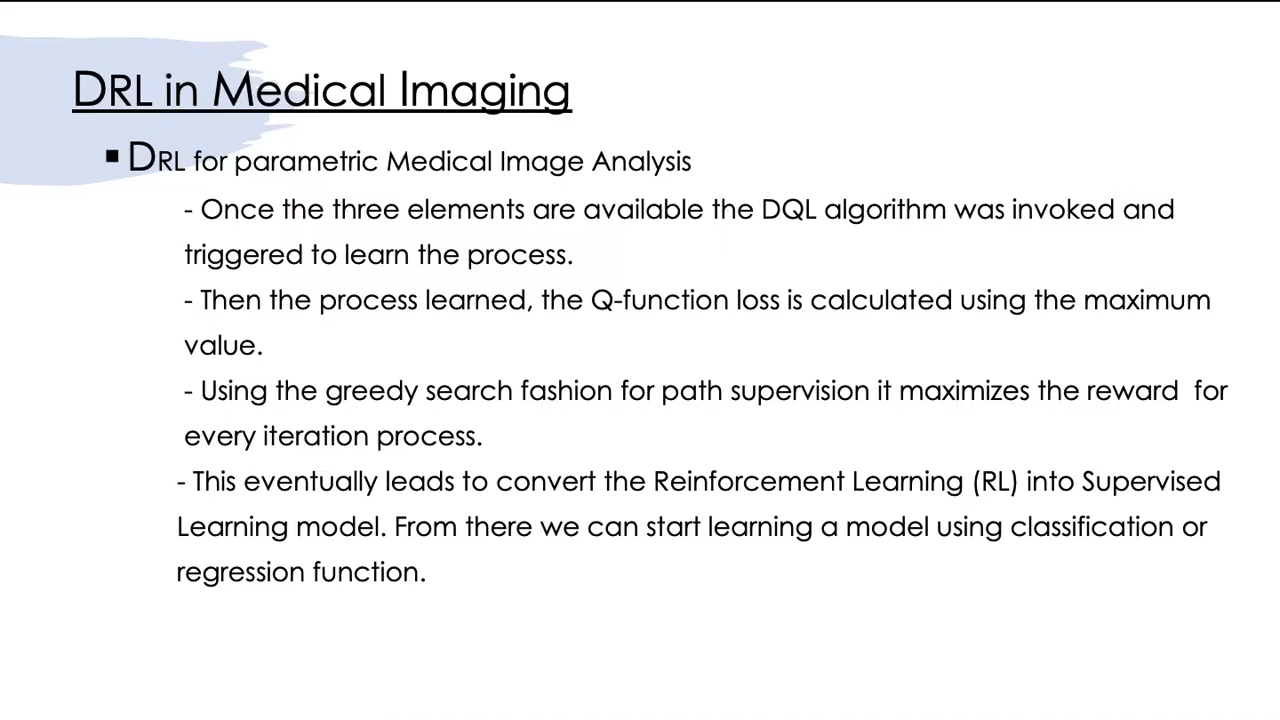 DRL in Medical Imaging
▪ DRL for parametric Medical Image Analysis
- Once the three elements are available the DQL algorithm was invoked and
triggered to learn the process.
- Then the process learned, the Q-function loss is calculated using the maximum
value.
- Using the greedy search fashion for path supervision it maximizes the reward for
every iteration process.
- This eventually leads to convert the Reinforcement Learning (RL) into Supervised
Learning model. From there we can start learning a model using classification or
regression function.